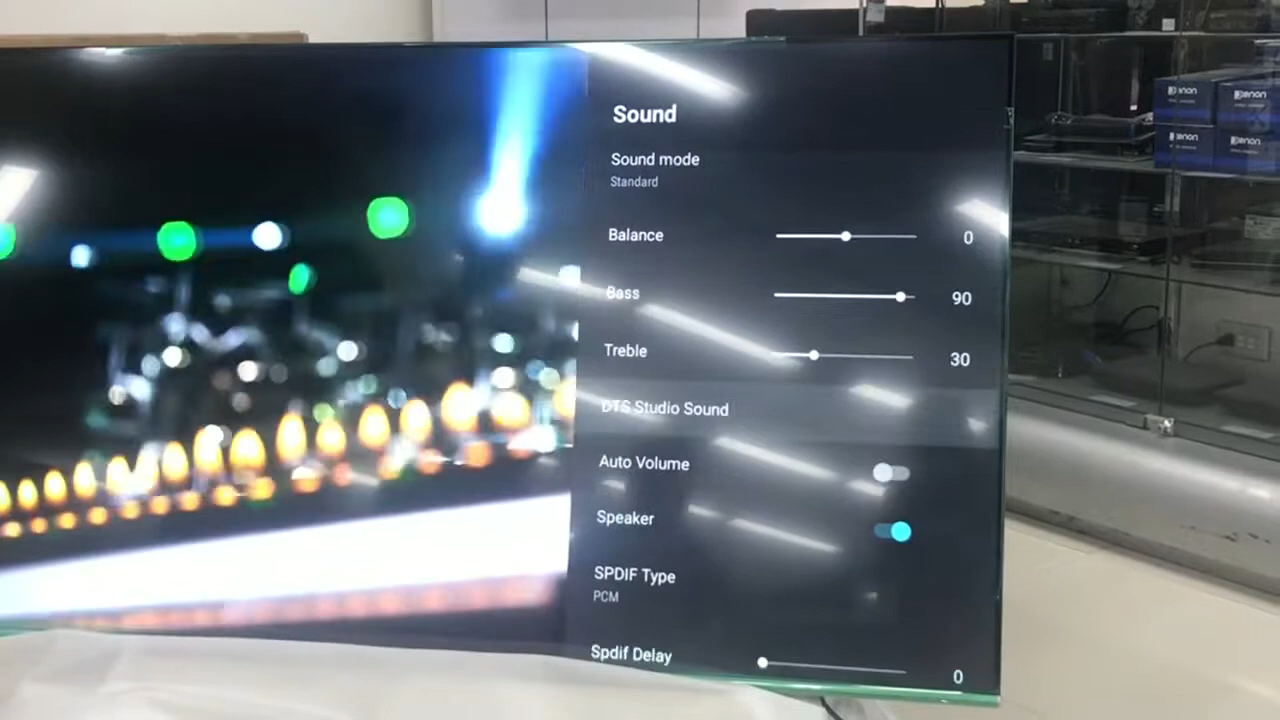 Sound
Sound mode
Standard
Balance 0
Bass 90
Treble 30
DTS Studio Sound
Auto Volume
Speaker
SPDIF Type
PCM
Spdif Delay 0